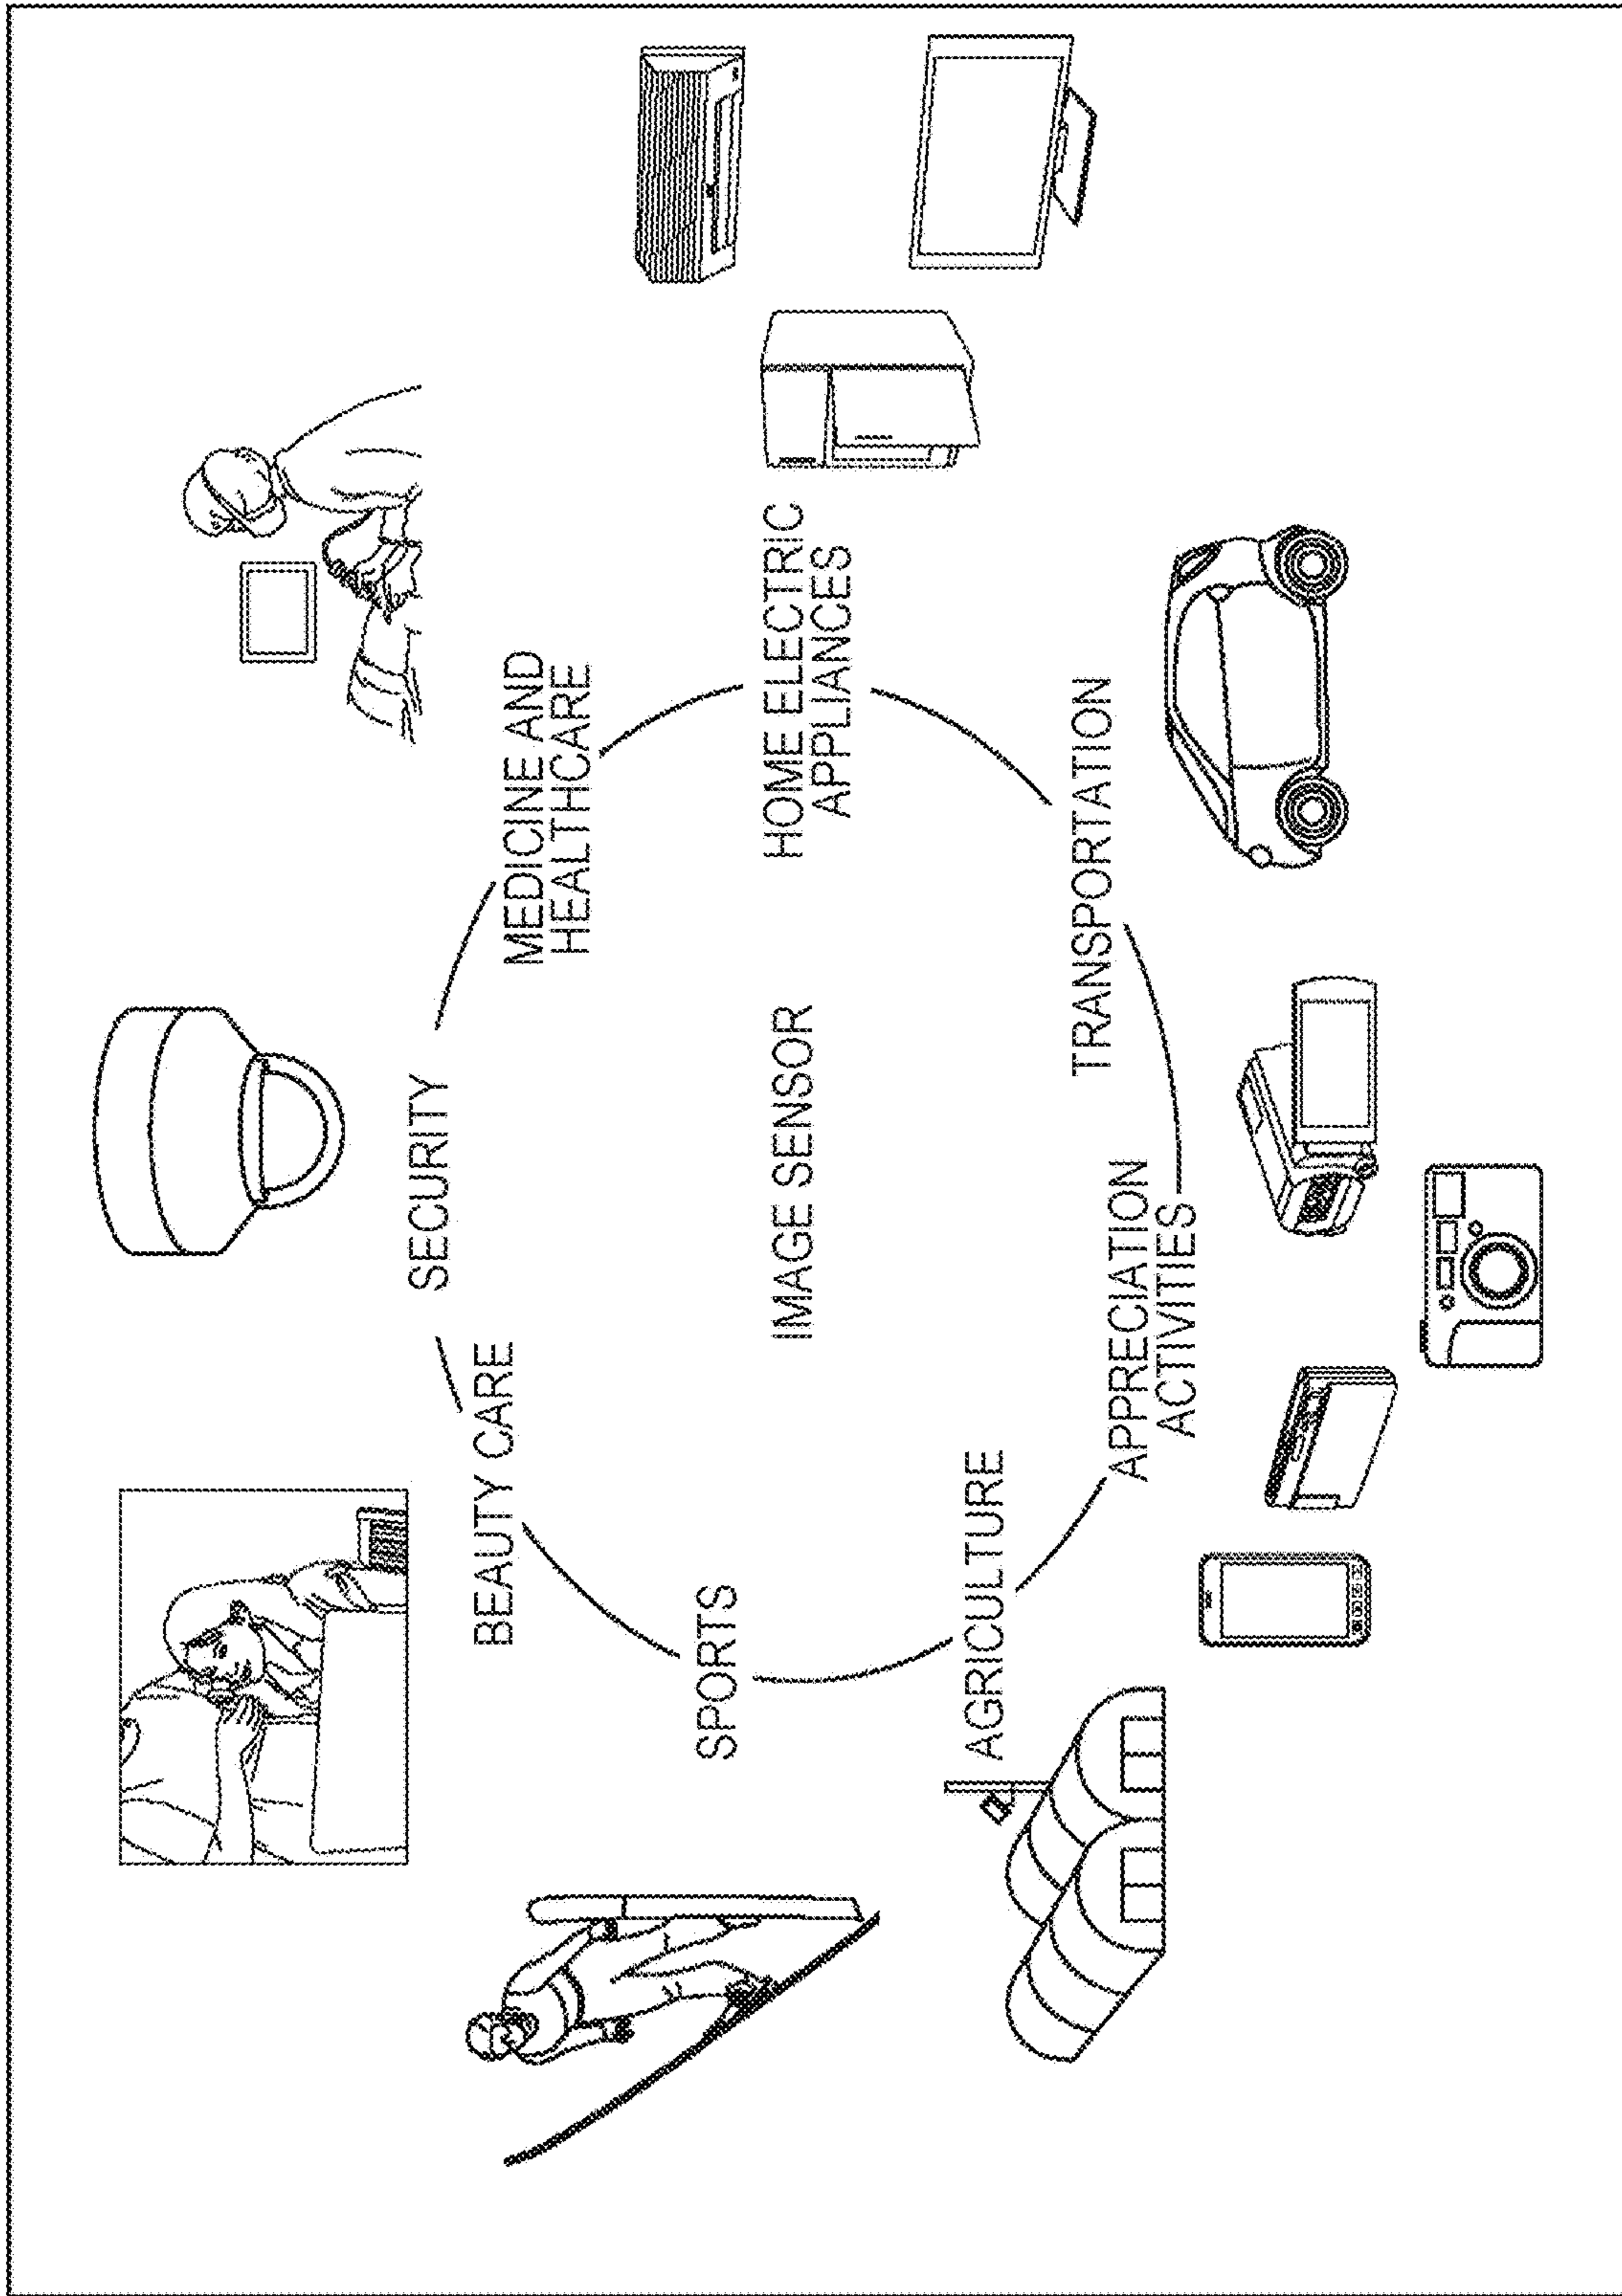 SECURITY
MEDICINE AND
HEALTHCARE
HOME ELECTRIC
APPLIANCES
TRANSPORTATION
APPRECIATION
ACTIVITIES
AGRICULTURE
SPORTS
BEAUTY CARE
IMAGE SENSOR